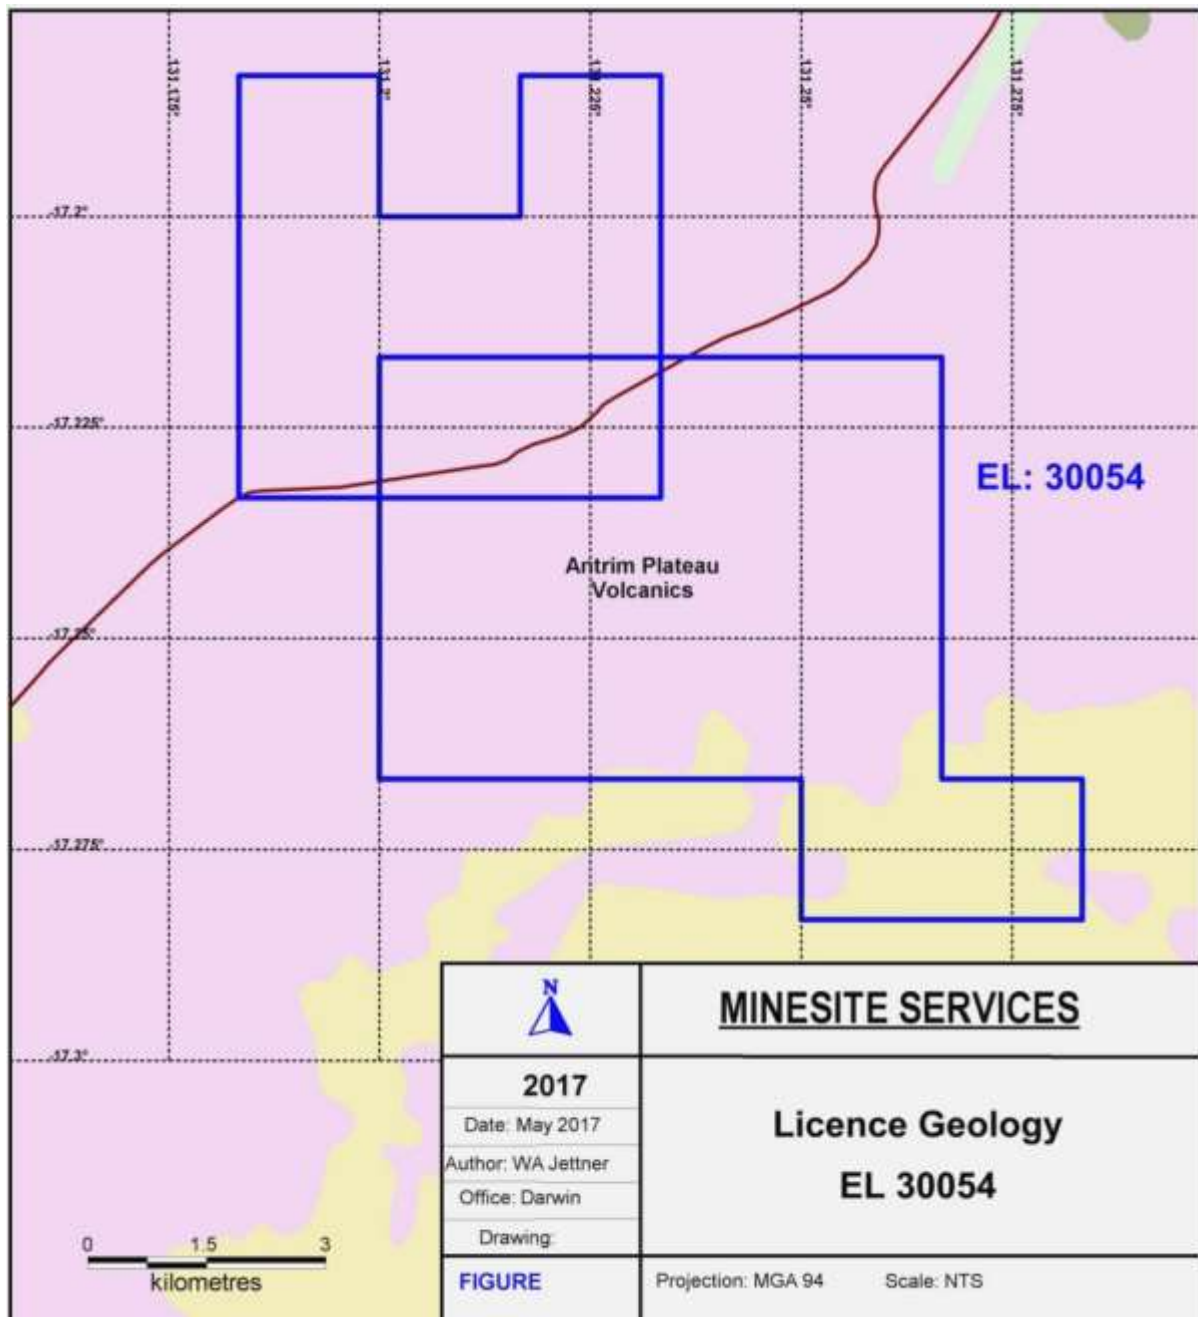 131.175°
131.2°
131.225°
131.25°
131.275°
-17.2°
-17.225°
EL: 30054
Antrim Plateau
Volcanics
-17.25°
-17.275°
-17.3°
N
MINESITE SERVICES
2017
Date: May 2017
Author: WA Jettner
Office: Darwin
Drawing:
Licence Geology
EL 30054
0 1.5 3
kilometres
FIGURE
Projection: MGA 94 Scale: NTS